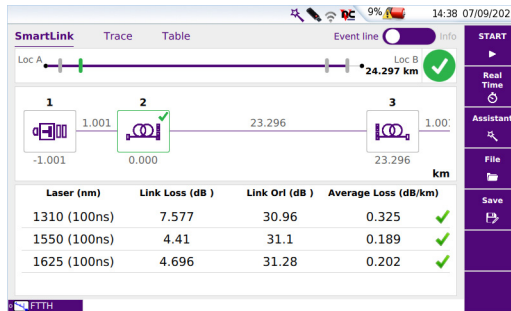 9% 14:38 07/09/202
SmartLink Trace Table Event line Info START
Loc A Loc B
24.297 km
Real
Time
1 2 3
1.001 23.296 1.00
Assistant
-1.001 0.000 23.296
km
File
Laser (nm) Link Loss (dB ) Link Orl (dB ) Average Loss (dB/km)
Save
1310 (100ns) 7.577 30.96 0.325
1550 (100ns) 4.41 31.1 0.189
1625 (100ns) 4.696 31.28 0.202
FTTH